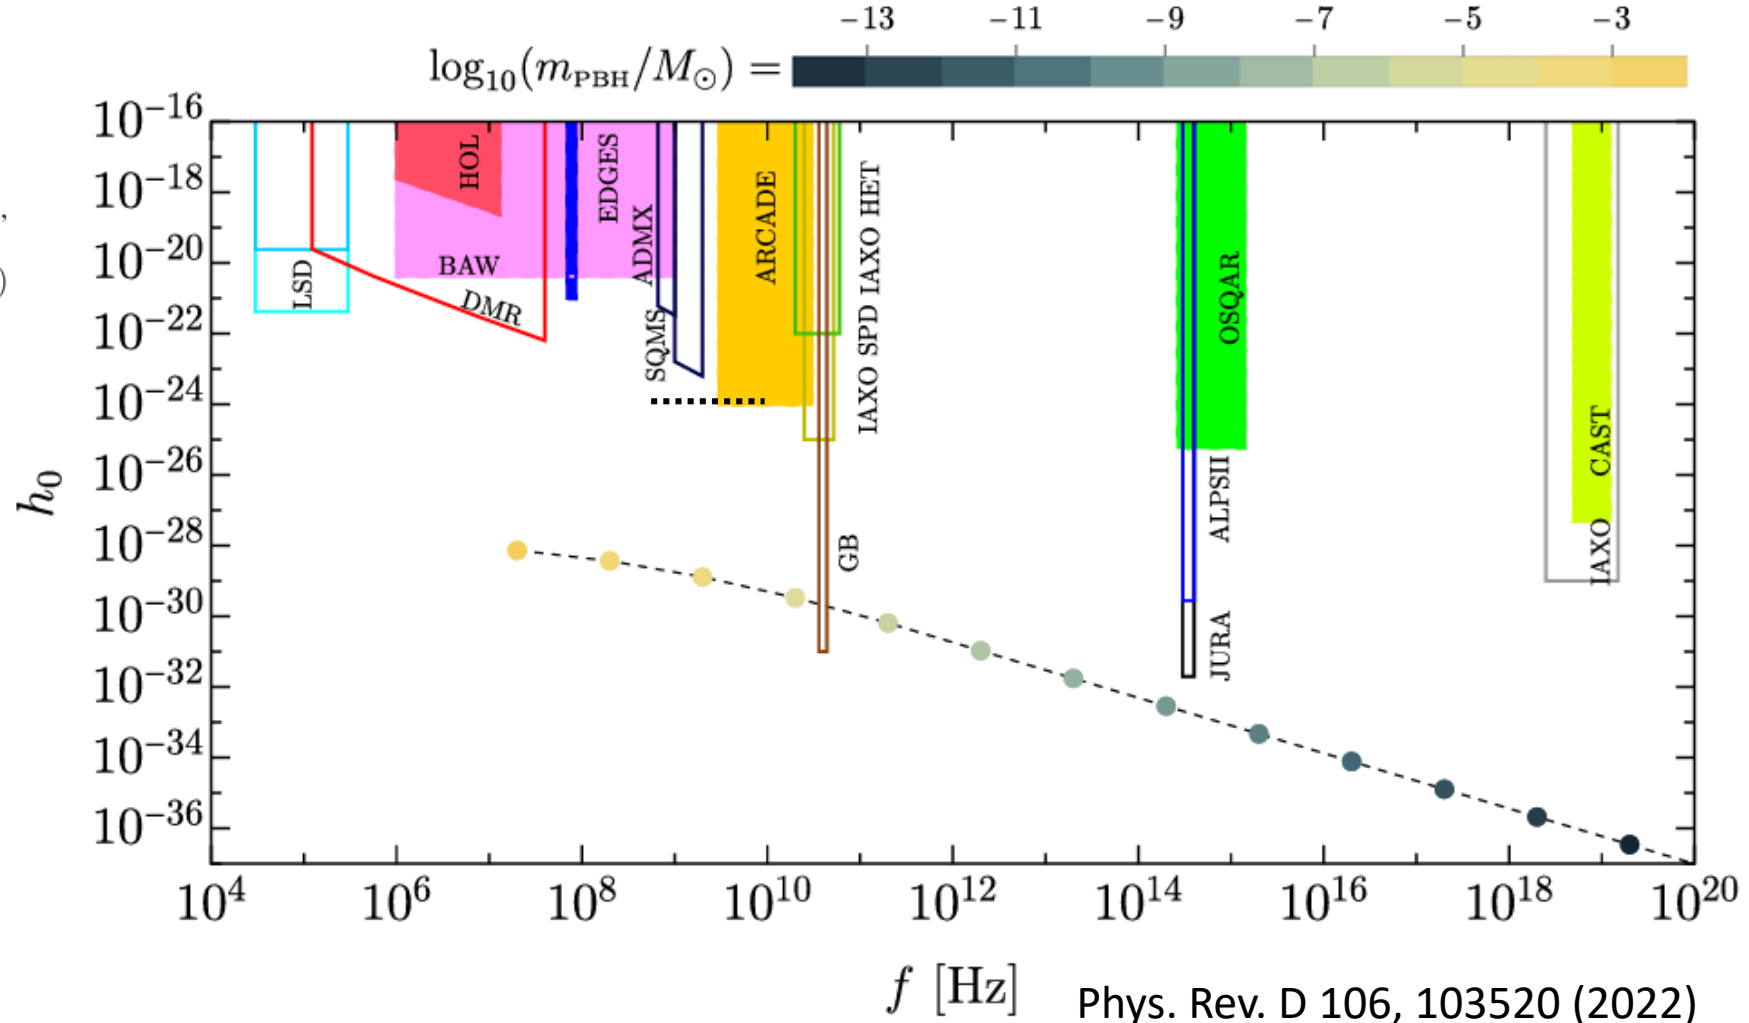 −13 −11 −9 −7 −5 −3
log₁₀(m_PBH/M_⊙) =
,
)
h₀
10⁻¹⁶
10⁻¹⁸
10⁻²⁰
10⁻²²
10⁻²⁴
10⁻²⁶
10⁻²⁸
10⁻³⁰
10⁻³²
10⁻³⁴
10⁻³⁶
LSD
HOL
BAW
DMR
EDGES
ADMX
SQMS
ARCADE
IAXO SPD IAXO HET
GB
OSQAR
ALPSII
JURA
CAST
IAXO
10⁴ 10⁶ 10⁸ 10¹⁰ 10¹² 10¹⁴ 10¹⁶ 10¹⁸ 10²⁰
f [Hz]
Phys. Rev. D 106, 103520 (2022)